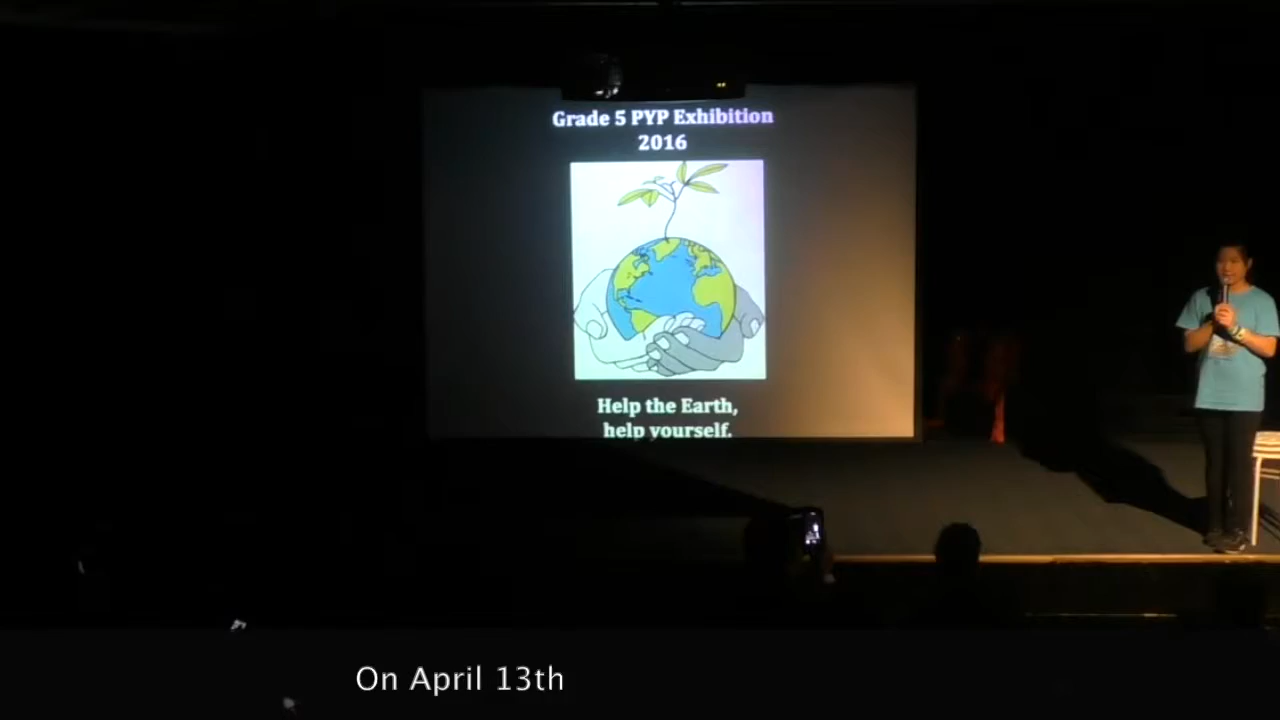 Grade 5 PYP Exhibition
2016
Help the Earth,
help yourself.
On April 13th